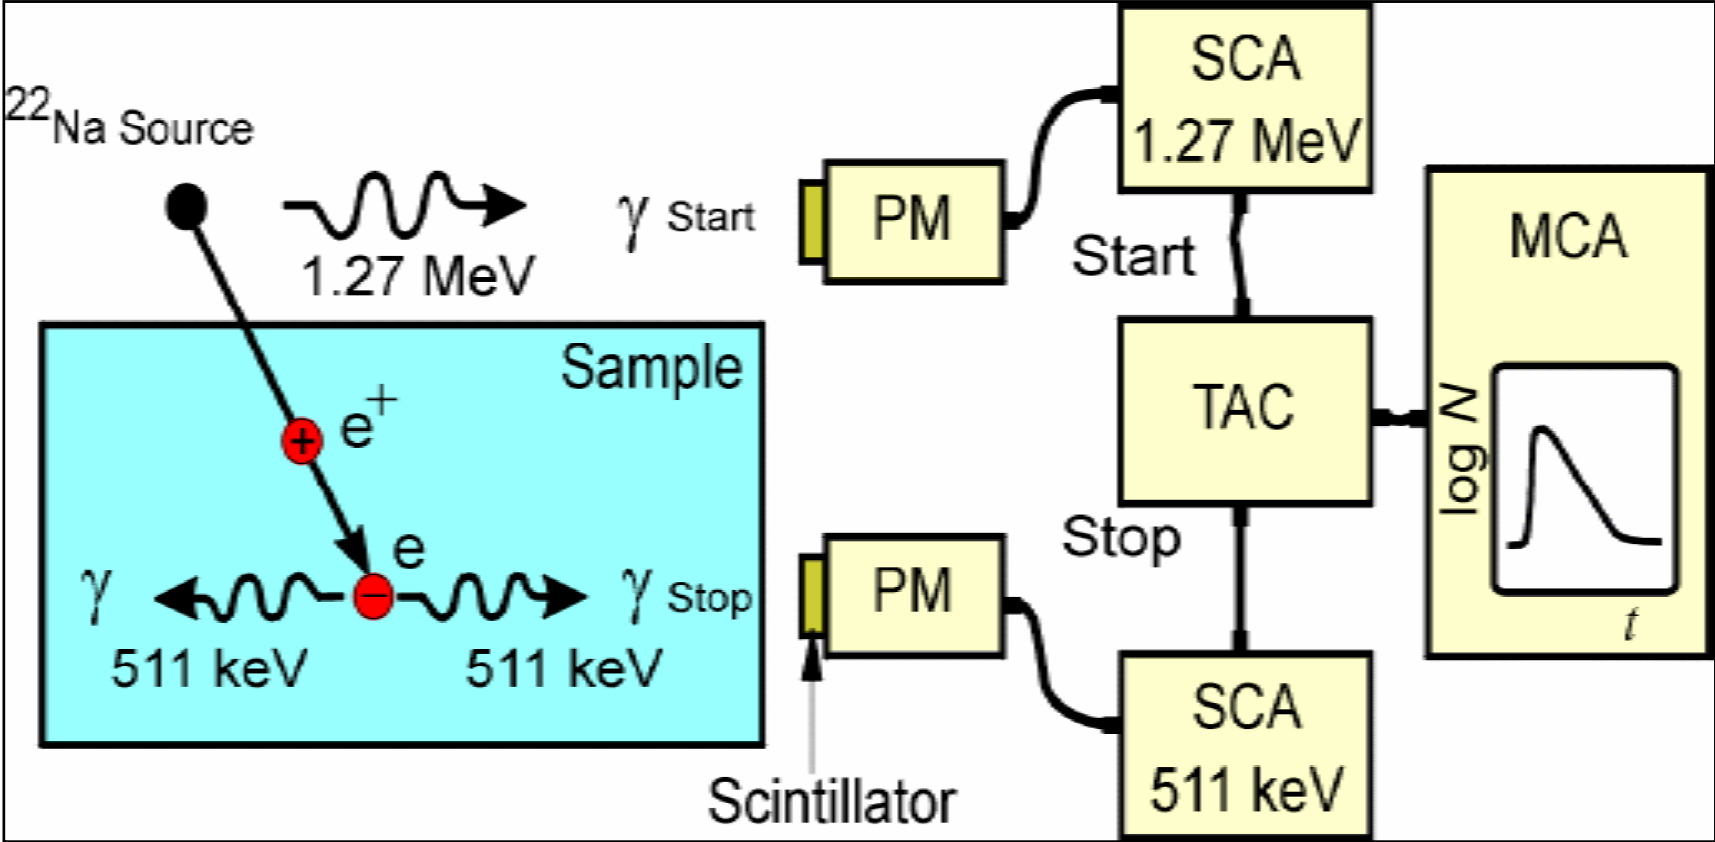 ²²Na Source
1.27 MeV
γ Start
PM
SCA
1.27 MeV
Start
MCA
Sample
e⁺
+
TAC
log N
t
Stop
e
−
γ
γ Stop
511 keV
511 keV
PM
SCA
511 keV
Scintillator